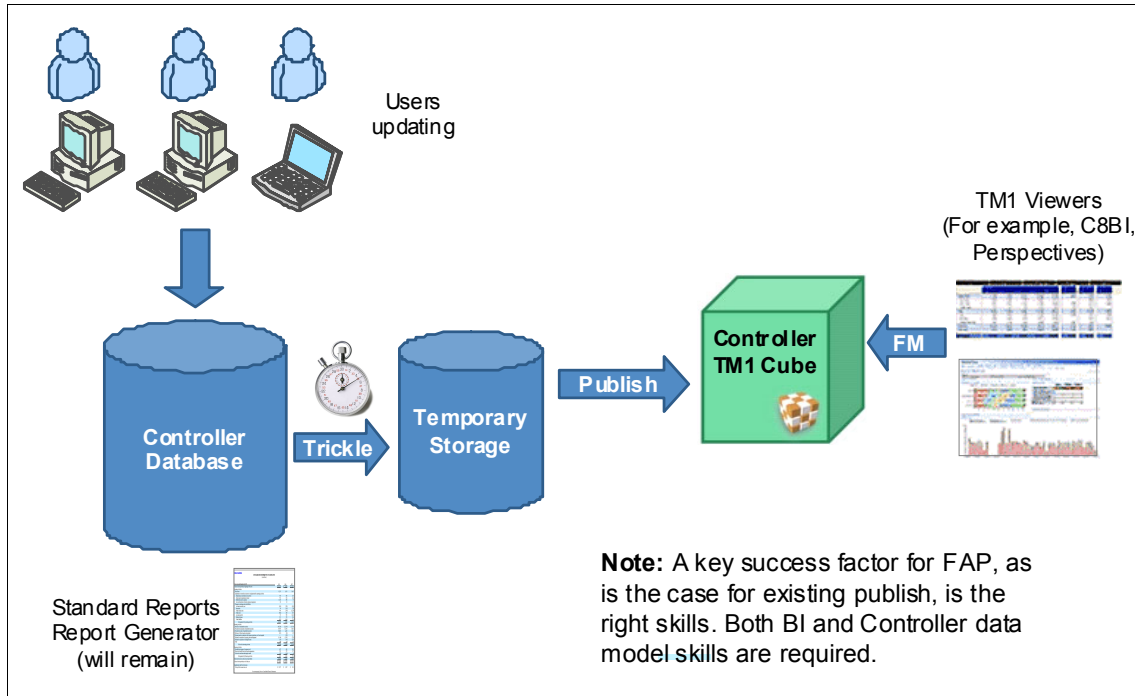 Users
updating
TM1 Viewers
(For example, C8BI,
Perspectives)
Controller
Database
Trickle
Temporary
Storage
Publish
Controller
TM1 Cube
FM
Standard Reports
Report Generator
(will remain)
Note: A key success factor for FAP, as
is the case for existing publish, is the
right skills. Both BI and Controller data
model skills are required.